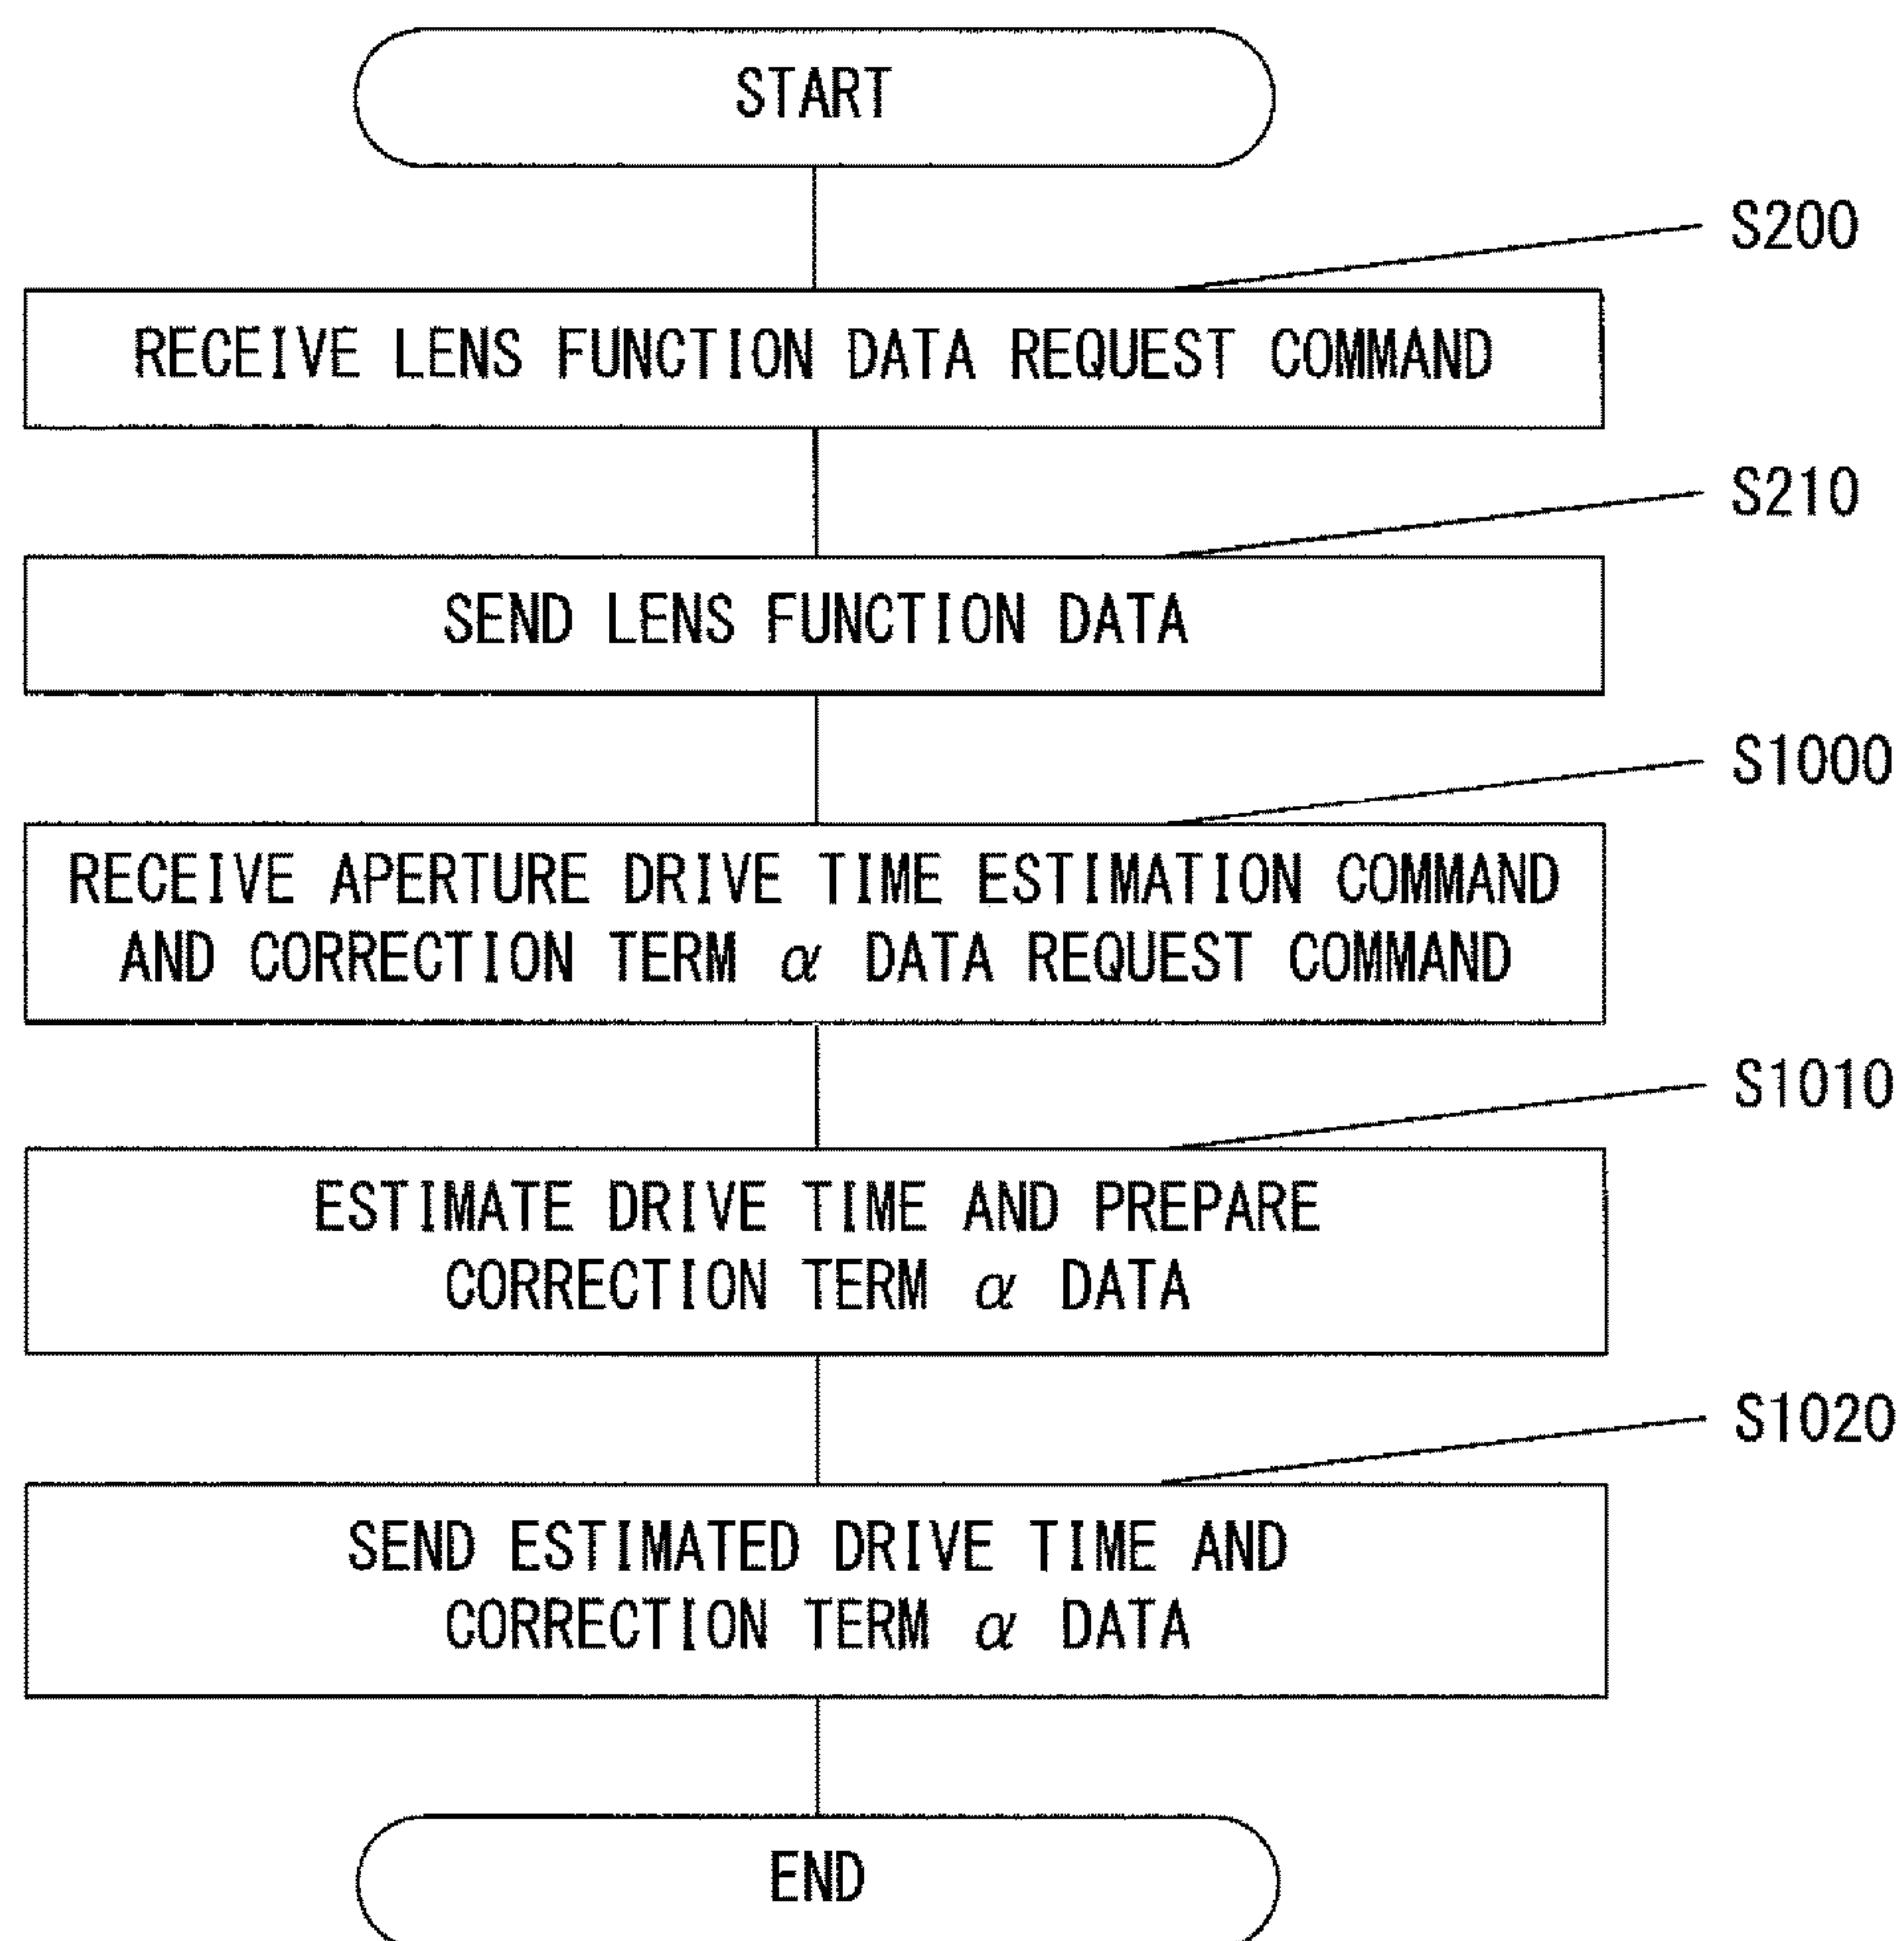 START
S200
RECEIVE LENS FUNCTION DATA REQUEST COMMAND
S210
SEND LENS FUNCTION DATA
S1000
RECEIVE APERTURE DRIVE TIME ESTIMATION COMMAND
AND CORRECTION TERM α DATA REQUEST COMMAND
S1010
ESTIMATE DRIVE TIME AND PREPARE
CORRECTION TERM α DATA
S1020
SEND ESTIMATED DRIVE TIME AND
CORRECTION TERM α DATA
END